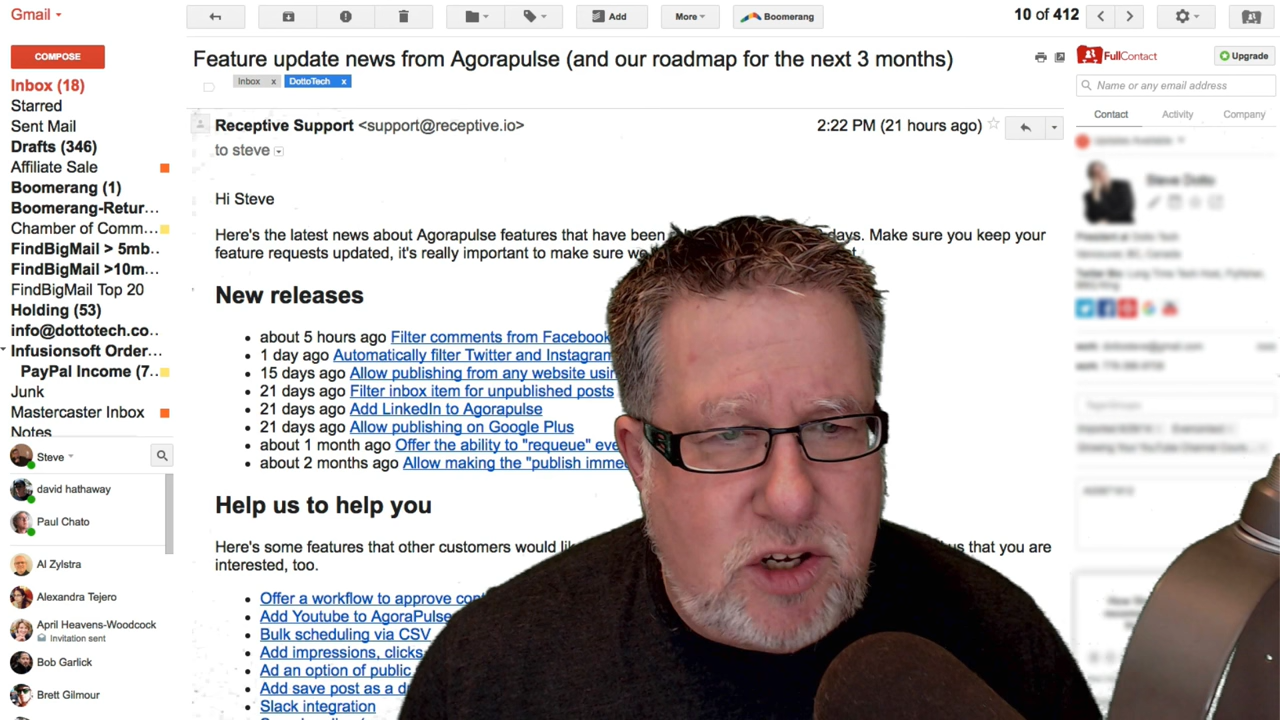 Gmail
Add
More
Boomerang
10 of 412
COMPOSE
Inbox (18)
Starred
Sent Mail
Drafts (346)
Affiliate Sale
Boomerang (1)
Boomerang-Retur...
Chamber of Comm...
FindBigMail > 5mb...
FindBigMail >10m...
FindBigMail Top 20
Holding (53)
info@dottotech.co...
Infusionsoft Order...
PayPal Income (7...
Junk
Mastercaster Inbox
Notes
Steve
david hathaway
Paul Chato
Al Zylstra
Alexandra Tejero
April Heavens-Woodcock
Invitation sent
Bob Garlick
Brett Gilmour
Feature update news from Agorapulse (and our roadmap for the next 3 months)
Inbox x DottoTech x
Receptive Support <support@receptive.io>
2:22 PM (21 hours ago)
to steve
Hi Steve
Here's the latest news about Agorapulse features that have been days. Make sure you keep your
feature requests updated, it's really important to make sure we
New releases
about 5 hours ago Filter comments from Facebook
1 day ago Automatically filter Twitter and Instagram
15 days ago Allow publishing from any website
21 days ago Filter inbox item for unpublished posts
21 days ago Add LinkedIn to Agorapulse
21 days ago Allow publishing on Google Plus
about 1 month ago Offer the ability to "requeue"
about 2 months ago Allow making the "publish
Help us to help you
Here's some features that other customers would us that you are
interested, too.
Offer a workflow to approve
Add Youtube to AgoraPulse
Bulk scheduling via CSV
Add impressions, clicks
Ad an option of public
Add save post as a
Slack integration
FullContact
Upgrade
Name or any email address
Contact Activity Company